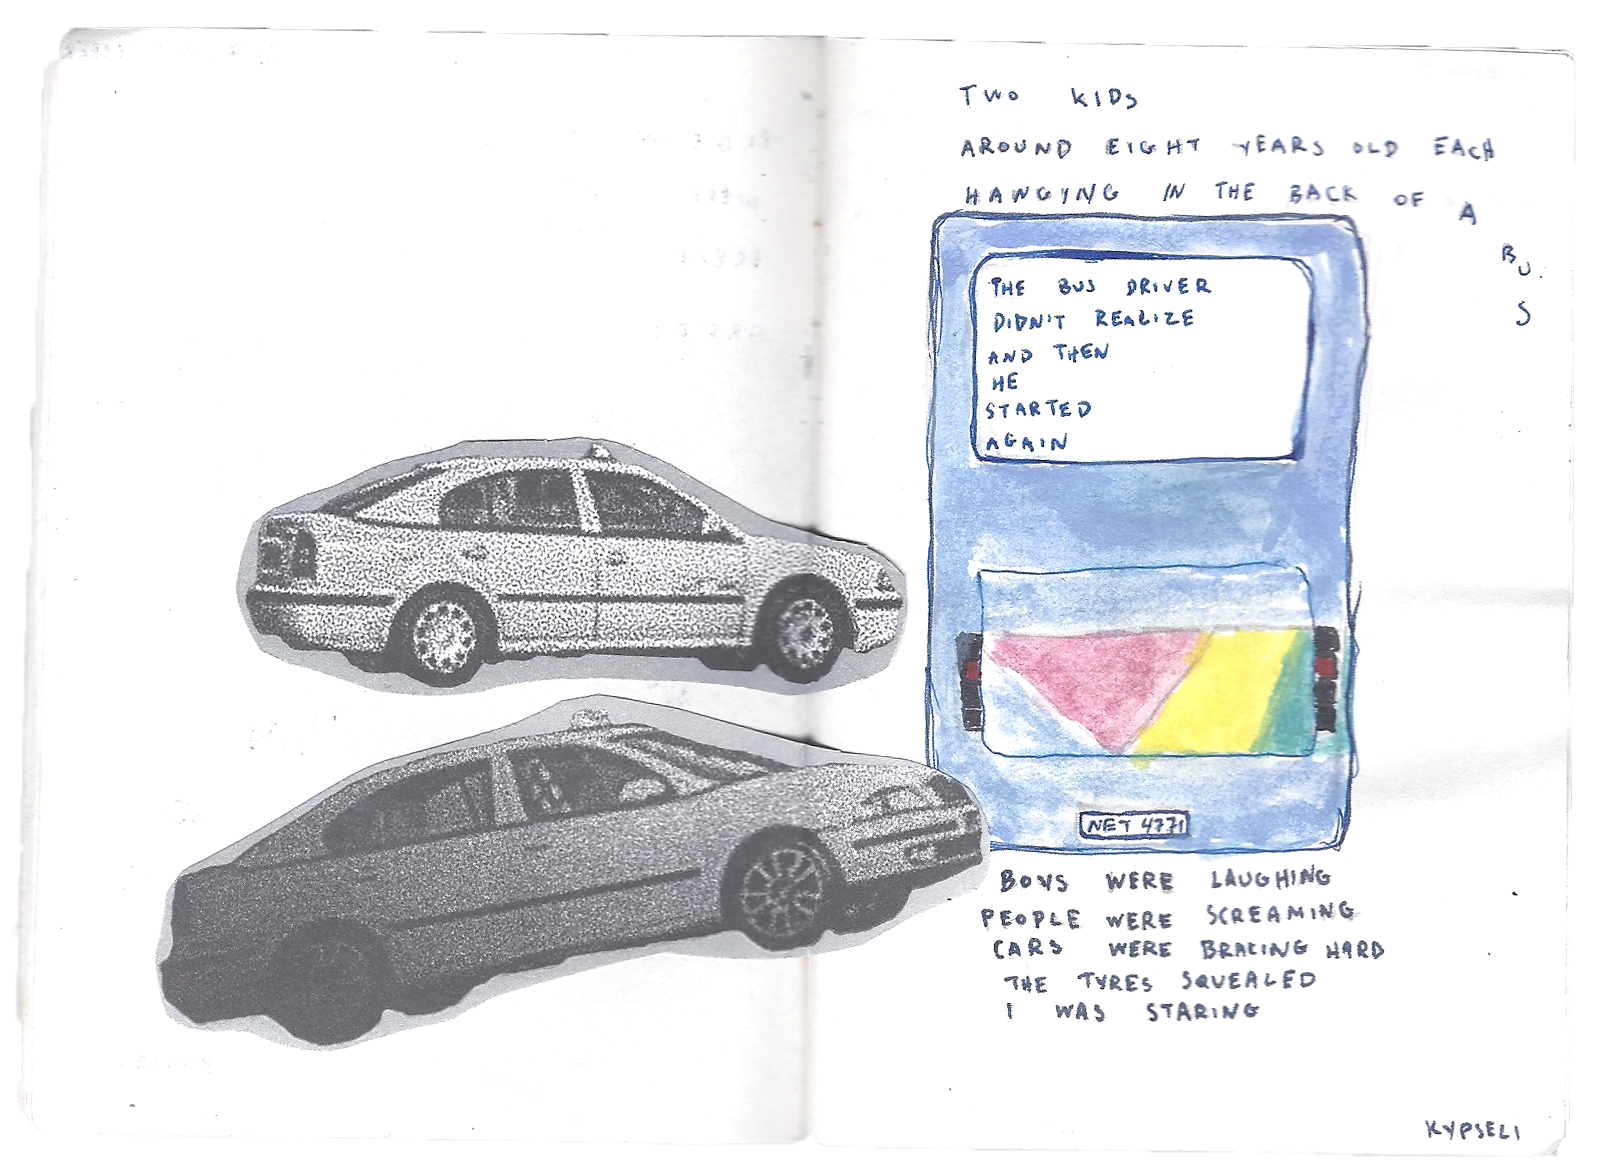 TWO KIDS
AROUND EIGHT YEARS OLD EACH
HANGING IN THE BACK OF A BUS
THE BUS DRIVER
DIDN'T REALIZE
AND THEN
HE
STARTED
AGAIN
NET 4771
BOYS WERE LAUGHING
PEOPLE WERE SCREAMING
CARS WERE BRACING HARD
THE TYRES SQUEALED
I WAS STARING
KYPSELI